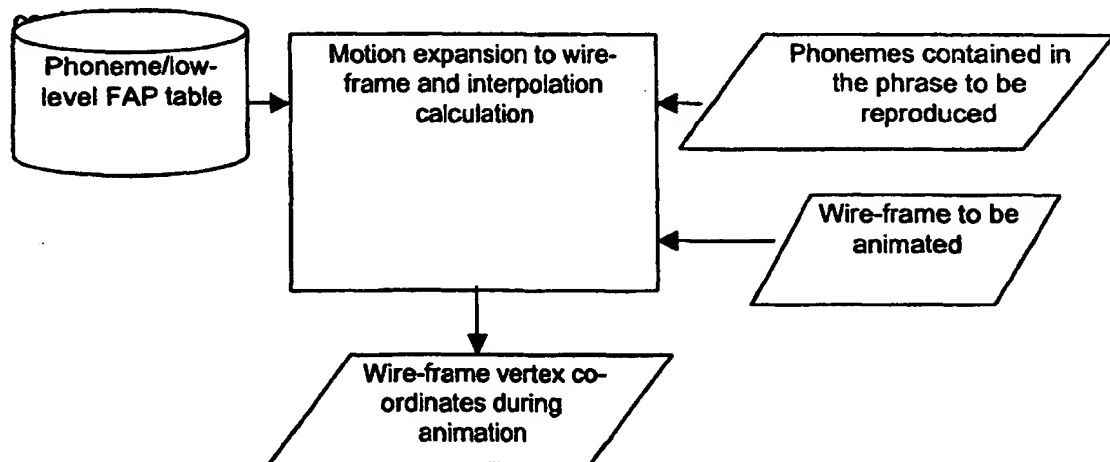 Phoneme/low-
level FAP table
Motion expansion to wire-
frame and interpolation
calculation
Phonemes contained in
the phrase to be
reproduced
Wire-frame to be
animated
Wire-frame vertex co-
ordinates during
animation